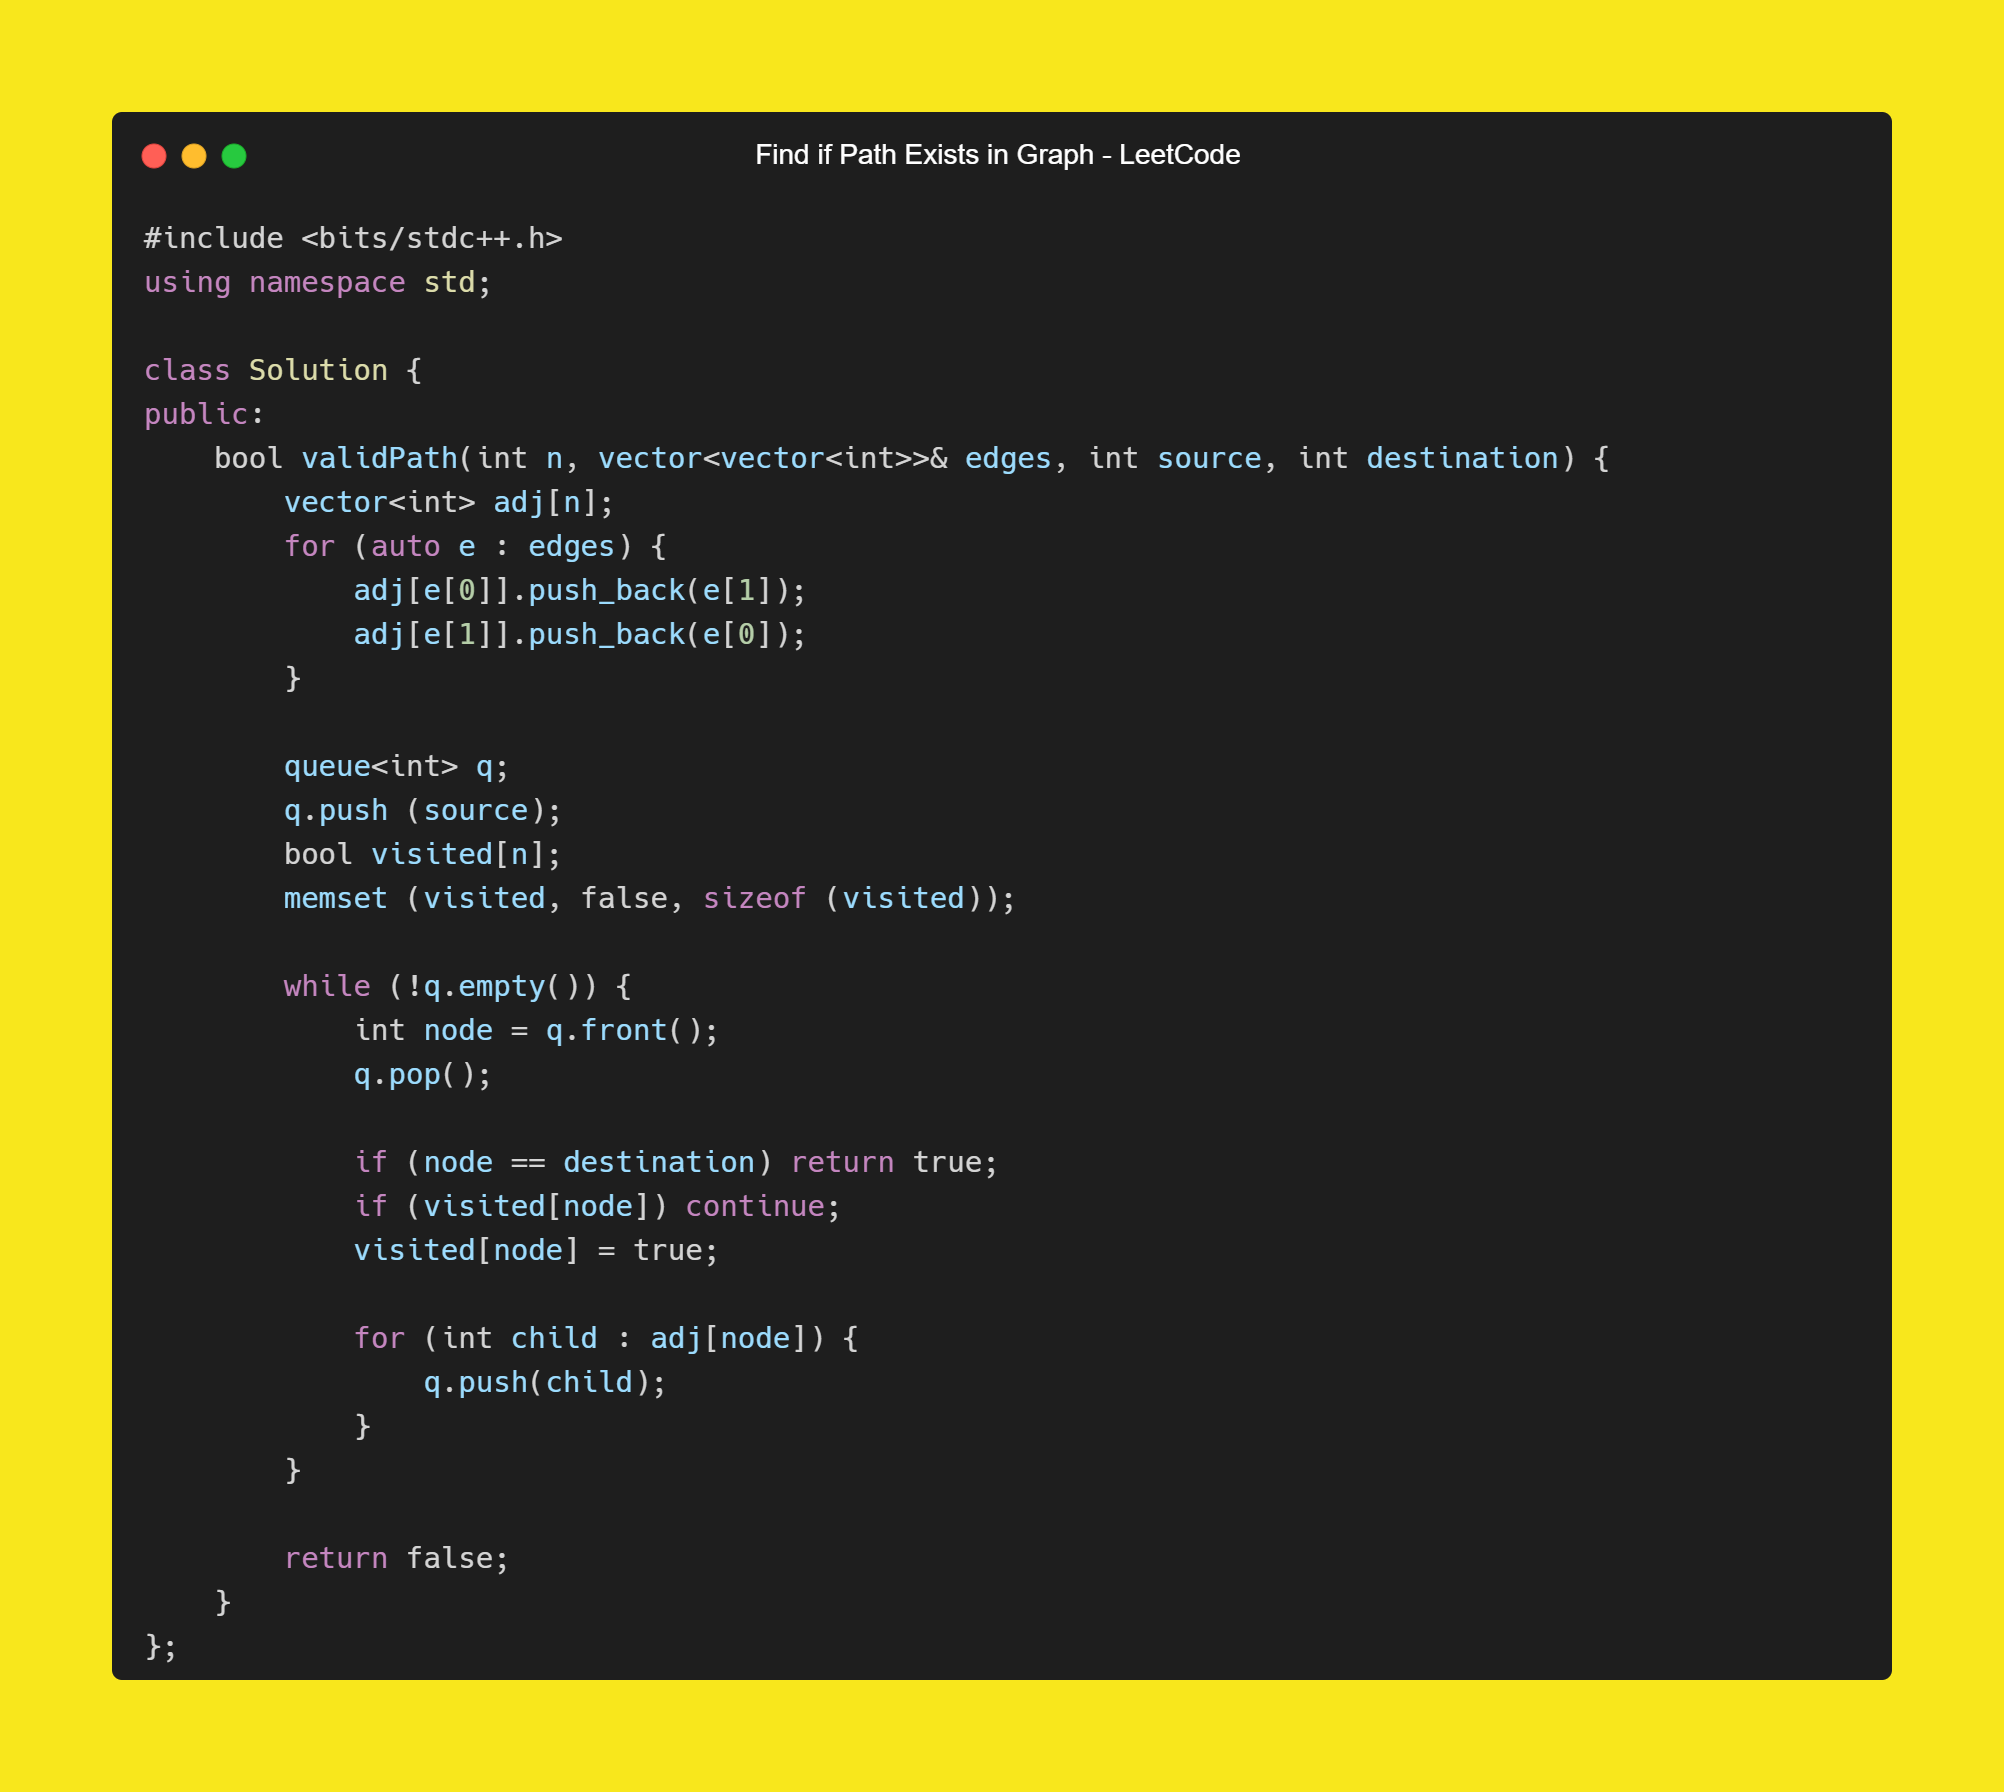 Find if Path Exists in Graph - LeetCode
#include <bits/stdc++.h>
using namespace std;

class Solution {
public:
    bool validPath(int n, vector<vector<int>>& edges, int source, int destination) {
        vector<int> adj[n];
        for (auto e : edges) {
            adj[e[0]].push_back(e[1]);
            adj[e[1]].push_back(e[0]);
        }

        queue<int> q;
        q.push (source);
        bool visited[n];
        memset (visited, false, sizeof (visited));

        while (!q.empty()) {
            int node = q.front();
            q.pop();

            if (node == destination) return true;
            if (visited[node]) continue;
            visited[node] = true;

            for (int child : adj[node]) {
                q.push(child);
            }
        }

        return false;
    }
};